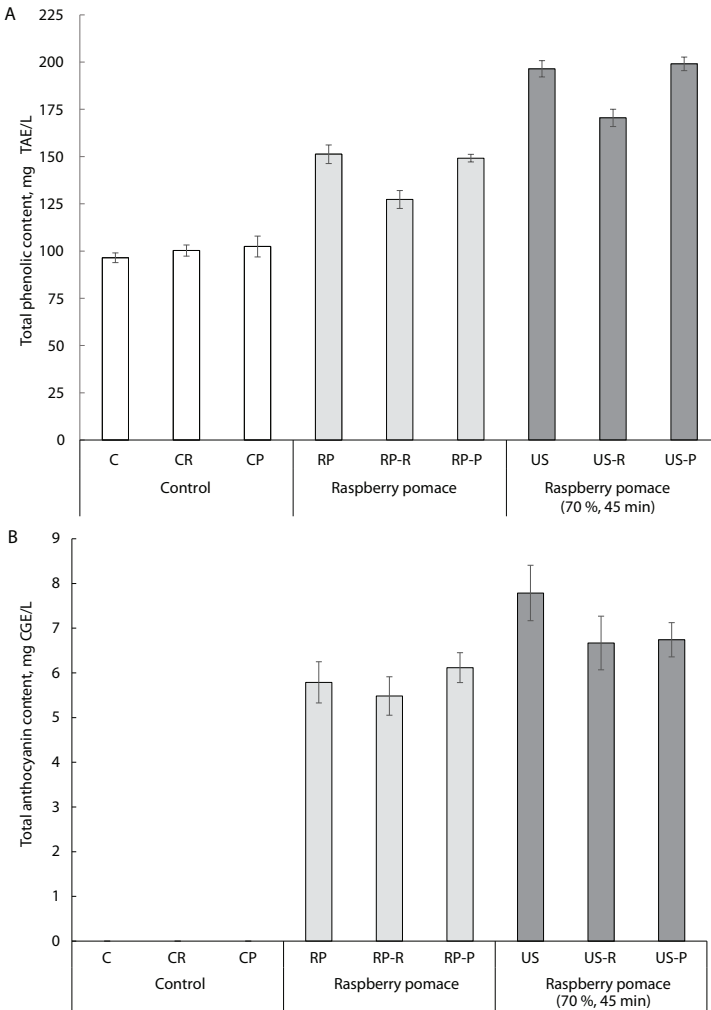 A
Total phenolic content, mg TAE/L
225
200
175
150
125
100
75
50
25
0
C CR CP RP RP-R RP-P US US-R US-P
Control Raspberry pomace Raspberry pomace
(70 %, 45 min)
B
Total anthocyanin content, mg CGE/L
9
8
7
6
5
4
3
2
1
0
C CR CP RP RP-R RP-P US US-R US-P
Control Raspberry pomace Raspberry pomace
(70 %, 45 min)